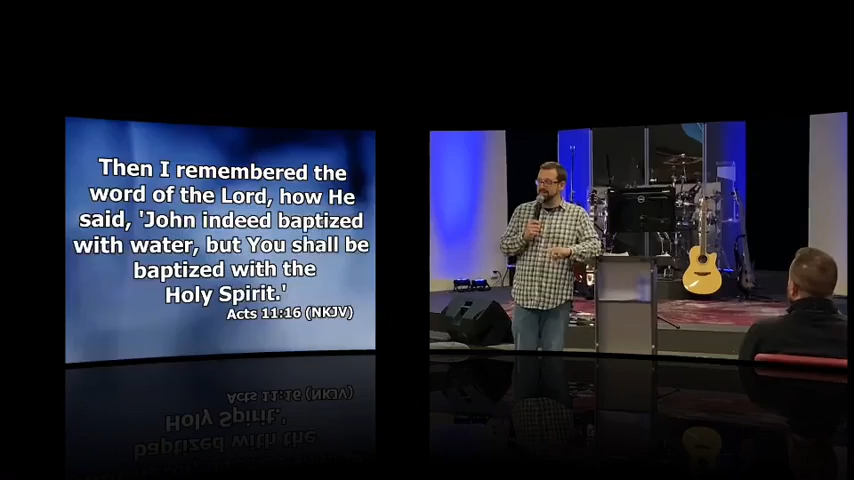 Then I remembered the
word of the Lord, how He
said, 'John indeed baptized
with water, but You shall be
baptized with the
Holy Spirit.'
Acts 11:16 (NKJV)